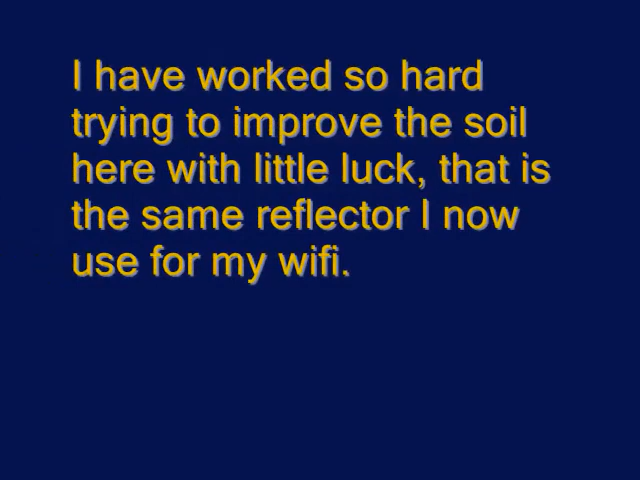 I have worked so hard
trying to improve the soil
here with little luck, that is
the same reflector I now
use for my wifi.